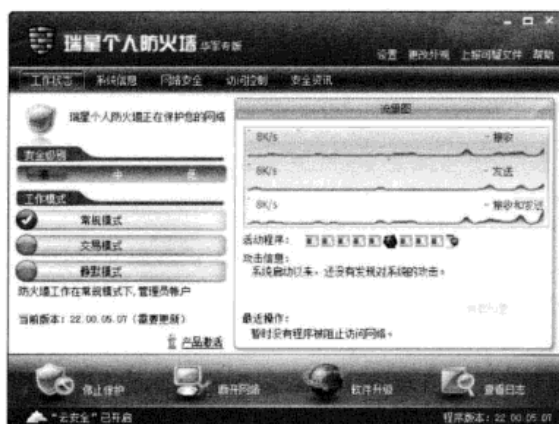 瑞星个人防火墙 华军专版
设置 更改外观 上报可疑文件 帮助
工作状态 系统信息 网络安全 访问控制 安全资讯
瑞星个人防火墙正在保护您的网络
安全级别
中 高
工作模式
常规模式
交易模式
静默模式
防火墙工作在常规模式下,管理员帐户
当前版本: 22.00.05.07 (需要更新)
产品激活
流量图
8K/s - 接收
8K/s - 发送
8K/s - 接收和发送
活动程序:
攻击信息:
系统启动以来,还没有发现对系统的攻击。
最近操作:
暂时没有程序被阻止访问网络。
停止保护 断开网络 软件升级 查看日志
“云安全”已开启
程序版本: 22.00.05.07